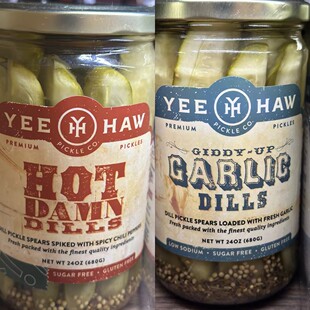 YEE HAW
PREMIUM PICKLE CO. PICKLES
HOT
DAMN
DILLS
DILL PICKLE SPEARS SPIKED WITH SPICY CHILI PEPPERS
Fresh packed with the finest quality ingredients
NET WT 24OZ (680G)
SUGAR FREE • GLUTEN FREE
YEE HAW
PREMIUM PICKLE CO. PICKLES
GIDDY-UP
GARLIC
DILLS
DILL PICKLE SPEARS LOADED WITH FRESH GARLIC
Fresh packed with the finest quality ingredients
NET WT 24OZ (680G)
LOW SODIUM • SUGAR FREE • GLUTEN FREE